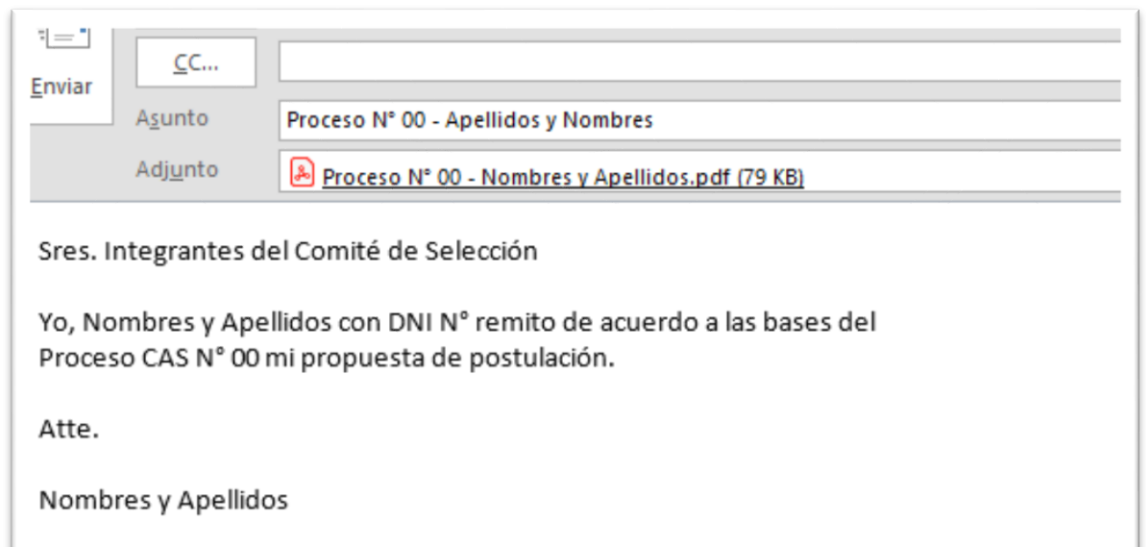 Enviar
CC...
Asunto
Proceso N° 00 - Apellidos y Nombres
Adjunto
Proceso N° 00 - Nombres y Apellidos.pdf (79 KB)
Sres. Integrantes del Comité de Selección
Yo, Nombres y Apellidos con DNI N° remito de acuerdo a las bases del
Proceso CAS N° 00 mi propuesta de postulación.
Atte.
Nombres y Apellidos